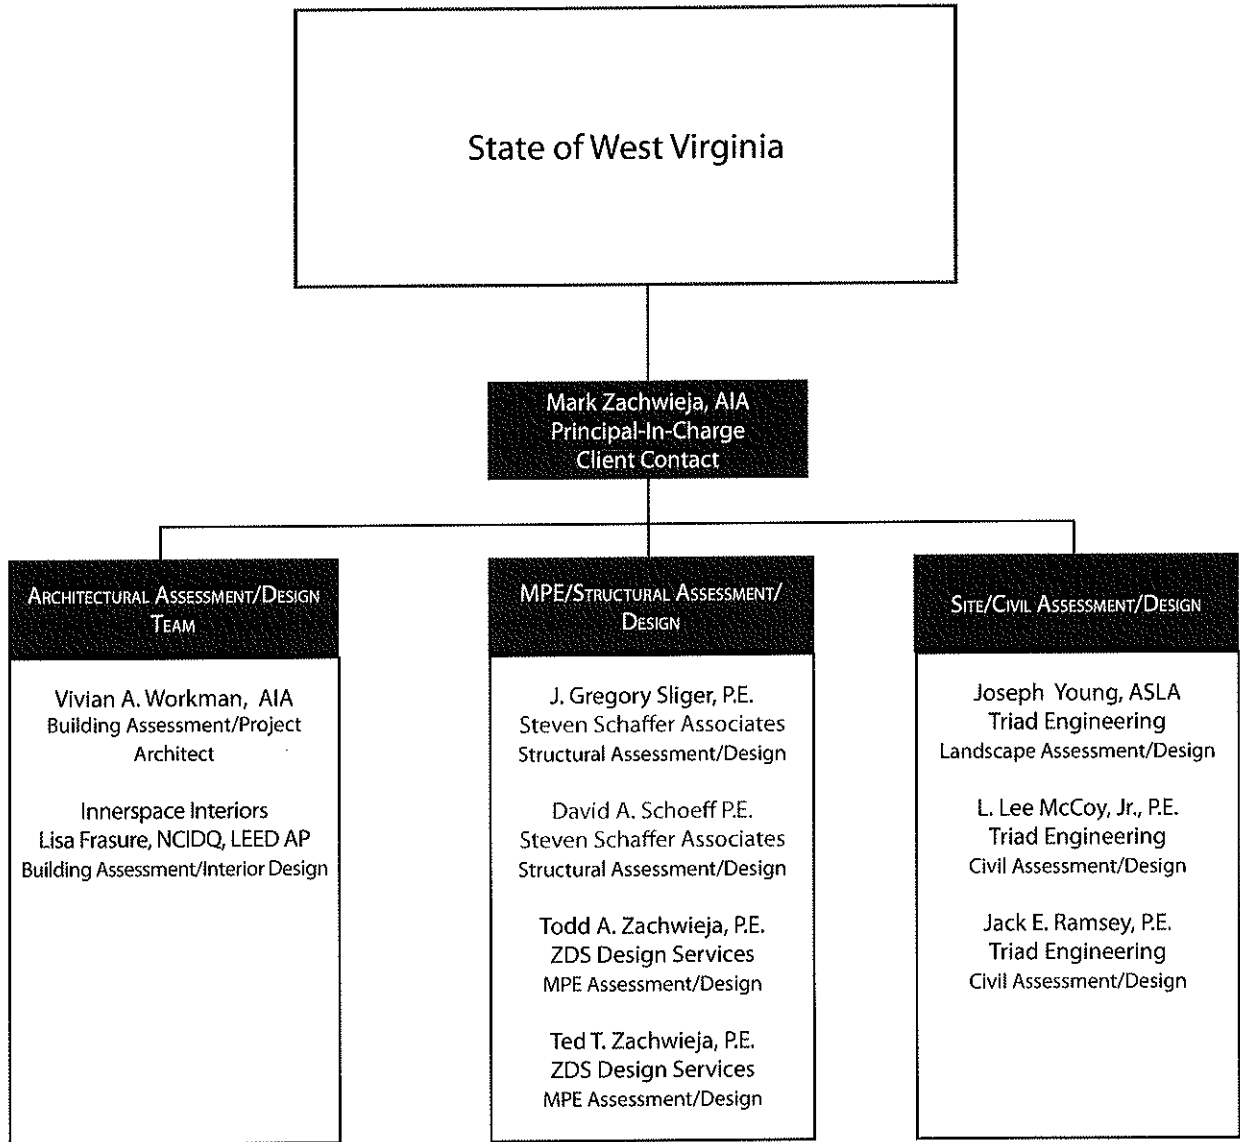 State of West Virginia
Mark Zachwieja, AIA
Principal-In-Charge
Client Contact
Architectural Assessment/Design
Team
Vivian A. Workman, AIA
Building Assessment/Project
Architect
Innerspace Interiors
Lisa Frasure, NCIDQ, LEED AP
Building Assessment/Interior Design
MPE/Structural Assessment/
Design
J. Gregory Sliger, P.E.
Steven Schaffer Associates
Structural Assessment/Design
David A. Schoeff P.E.
Steven Schaffer Associates
Structural Assessment/Design
Todd A. Zachwieja, P.E.
ZDS Design Services
MPE Assessment/Design
Ted T. Zachwieja, P.E.
ZDS Design Services
MPE Assessment/Design
Site/Civil Assessment/Design
Joseph Young, ASLA
Triad Engineering
Landscape Assessment/Design
L. Lee McCoy, Jr., P.E.
Triad Engineering
Civil Assessment/Design
Jack E. Ramsey, P.E.
Triad Engineering
Civil Assessment/Design